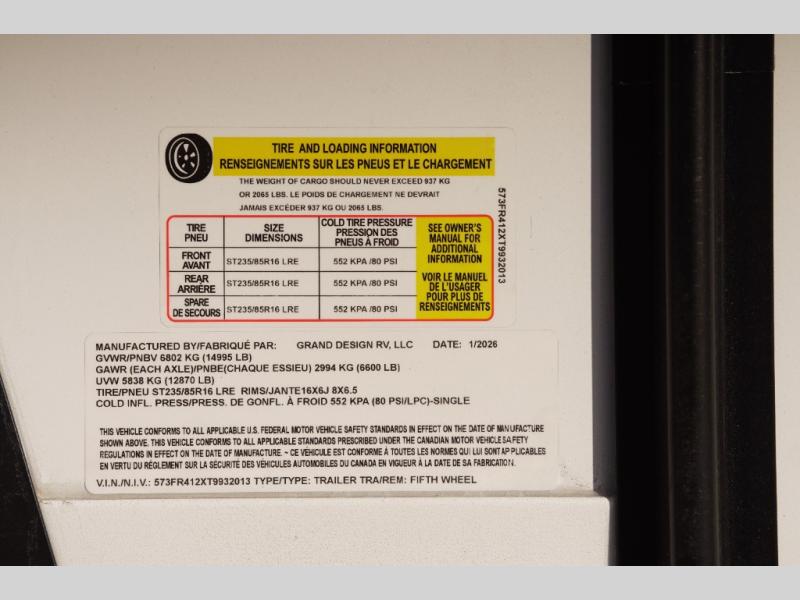 TIRE AND LOADING INFORMATION
RENSEIGNEMENTS SUR LES PNEUS ET LE CHARGEMENT
THE WEIGHT OF CARGO SHOULD NEVER EXCEED 937 KG
OR 2065 LBS. LE POIDS DE CHARGEMENT NE DEVRAIT
JAMAIS EXCÉDER 937 KG OU 2065 LBS.
TIRE
PNEU
SIZE
DIMENSIONS
COLD TIRE PRESSURE
PRESSION DES
PNEUS À FROID
FRONT
AVANT
ST235/85R16 LRE
552 KPA /80 PSI
REAR
ARRIÈRE
ST235/85R16 LRE
552 KPA /80 PSI
SPARE
DE SECOURS
ST235/85R16 LRE
552 KPA /80 PSI
SEE OWNER'S
MANUAL FOR
ADDITIONAL
INFORMATION
VOIR LE MANUEL
DE L'USAGER
POUR PLUS DE
RENSEIGNEMENTS
573FR412XT9932013
MANUFACTURED BY/FABRIQUÉ PAR: GRAND DESIGN RV, LLC DATE: 1/2026
GVWR/PNBV 6802 KG (14995 LB)
GAWR (EACH AXLE)/PNBE(CHAQUE ESSIEU) 2994 KG (6600 LB)
UVW 5838 KG (12870 LB)
TIRE/PNEU ST235/85R16 LRE RIMS/JANTE16X6J 8X6.5
COLD INFL. PRESS/PRESS. DE GONFL. À FROID 552 KPA (80 PSI/LPC)-SINGLE
THIS VEHICLE CONFORMS TO ALL APPLICABLE U.S. FEDERAL MOTOR VEHICLE SAFETY STANDARDS IN EFFECT ON THE DATE OF MANUFACTURE
SHOWN ABOVE. THIS VEHICLE CONFORMS TO ALL APPLICABLE STANDARDS PRESCRIBED UNDER THE CANADIAN MOTOR VEHICLE SAFETY
REGULATIONS IN EFFECT ON THE DATE OF MANUFACTURE. ~ CE VÉHICULE EST CONFORME À TOUTES LES NORMES QUI LUI SONT APPLICABLES
EN VERTU DU RÉGLEMENT SUR LA SÉCURITÉ DES VÉHICULES AUTOMOBILES DU CANADA EN VIGUEUR À LA DATE DE SA FABRICATION.
V.I.N./N.I.V.: 573FR412XT9932013 TYPE/TYPE: TRAILER TRA/REM: FIFTH WHEEL